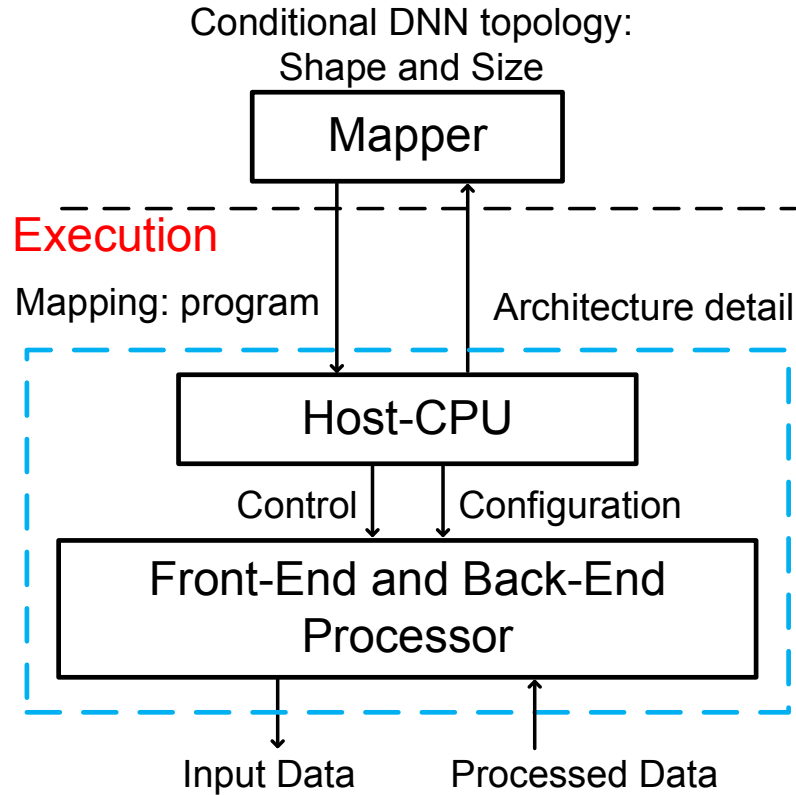 Conditional DNN topology:
Shape and Size
Mapper
Execution
Mapping: program
Architecture detail
Host-CPU
Control
Configuration
Front-End and Back-End
Processor
Input Data
Processed Data